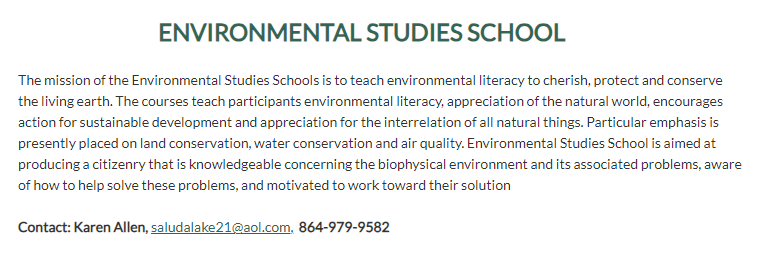 ENVIRONMENTAL STUDIES SCHOOL
The mission of the Environmental Studies Schools is to teach environmental literacy to cherish, protect and conserve
the living earth. The courses teach participants environmental literacy, appreciation of the natural world, encourages
action for sustainable development and appreciation for the interrelation of all natural things. Particular emphasis is
presently placed on land conservation, water conservation and air quality. Environmental Studies School is aimed at
producing a citizenry that is knowledgeable concerning the biophysical environment and its associated problems, aware
of how to help solve these problems, and motivated to work toward their solution
Contact: Karen Allen, saludalake21@aol.com, 864-979-9582